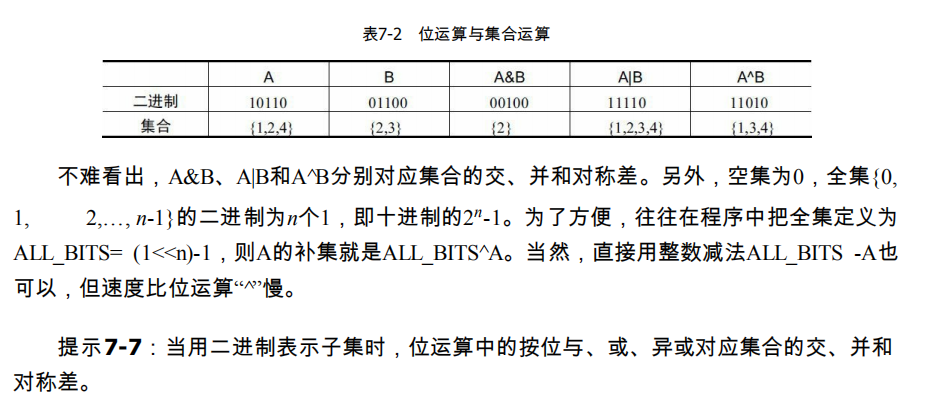 表7-2 位运算与集合运算
A B A&B A|B A^B
二进制 10110 01100 00100 11110 11010
集合 {1,2,4} {2,3} {2} {1,2,3,4} {1,3,4}
不难看出，A&B、A|B和A^B分别对应集合的交、并和对称差。另外，空集为0，全集{0,
1, 2,…, n-1}的二进制为n个1，即十进制的2ⁿ-1。为了方便，往往在程序中把全集定义为
ALL_BITS= (1<<n)-1，则A的补集就是ALL_BITS^A。当然，直接用整数减法ALL_BITS -A也
可以，但速度比位运算“^”慢。
提示7-7：当用二进制表示子集时，位运算中的按位与、或、异或对应集合的交、并和
对称差。